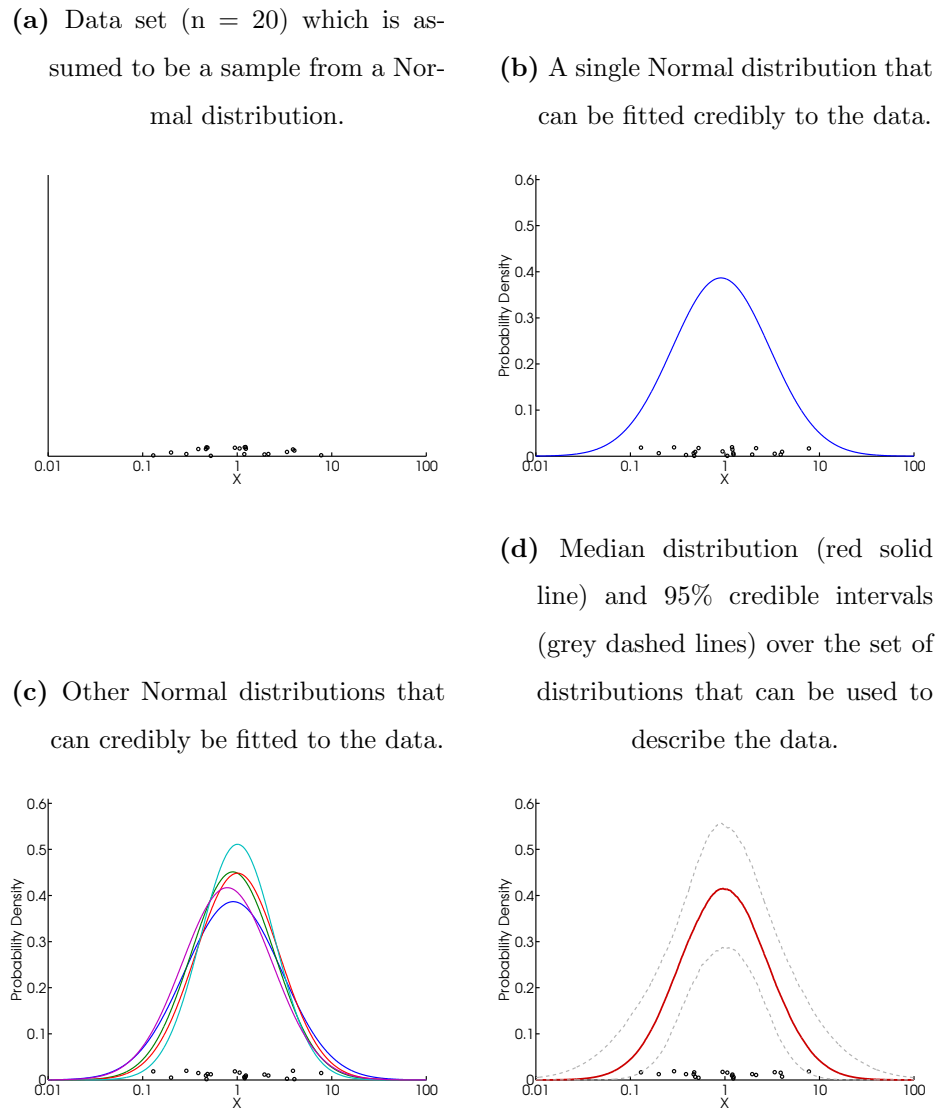 (a) Data set (n = 20) which is as-
sumed to be a sample from a Nor-
mal distribution.
(b) A single Normal distribution that
can be fitted credibly to the data.
0.01 0.1 1 10 100
X
0.6
0.5
0.4
0.3
0.2
0.1
0
Probability Density
0.01 0.1 1 10 100
X
(c) Other Normal distributions that
can credibly be fitted to the data.
(d) Median distribution (red solid
line) and 95% credible intervals
(grey dashed lines) over the set of
distributions that can be used to
describe the data.
0.6
0.5
0.4
0.3
0.2
0.1
0
Probability Density
0.01 0.1 1 10 100
X
0.6
0.5
0.4
0.3
0.2
0.1
0
Probability Density
0.01 0.1 1 10 100
X